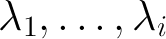 λ₁, . . . , λᵢ